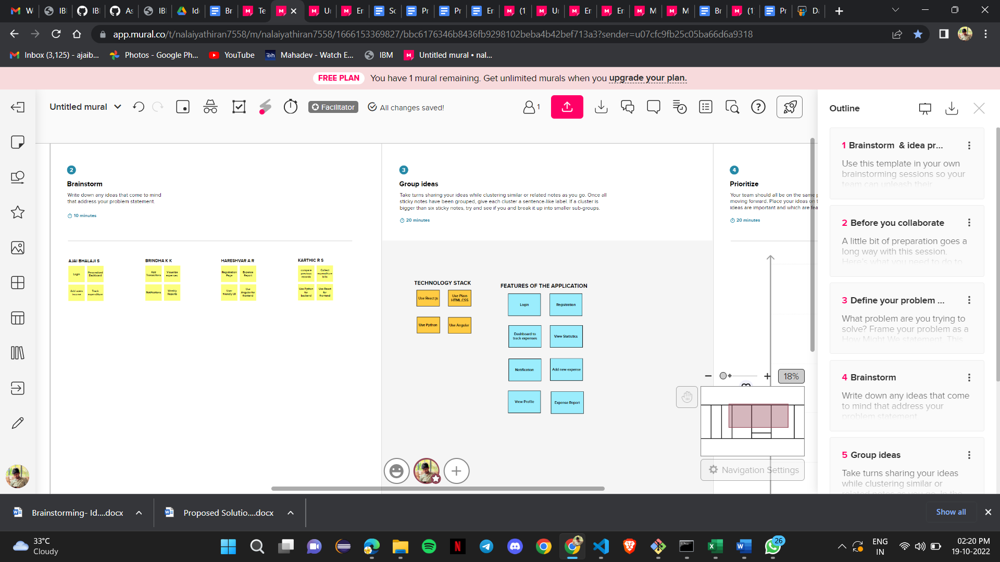 W
IB
IB
As
IB
Id
Br
Te
Ur
Er
Sc
Pr
Pr
Er
(1
Ur
Er
Er
M
M
Br
(1
Pr
Da
app.mural.co/t/nalaiyathiran7558/m/nalaiyathiran7558/1666153369827/bbc6176346b8436fb9298102beba4b42bef713a3?sender=u07cfc9fb25c05ba66d6a9318
Inbox (3,125) - ajaib...
Photos - Google Ph...
YouTube
Mahadev - Watch E...
IBM
Untitled mural • nal...
FREE PLAN You have 1 mural remaining. Get unlimited murals when you upgrade your plan.
Untitled mural
Facilitator
All changes saved!
1
Outline
2
Brainstorm
Write down any ideas that come to mind
that address your problem statement.
10 minutes
AJAI BHALAJI S
Login
Personalized
Dashboard
Add users
income
Track
expenditure
BRINDHA K K
Add
Transactions
Visualize
expenses
Notifications
Weekly
Reports
HARESHVAR A R
Registration
Page
Expense
Report
User
friendly UI
Use
Angular for
frontend
KARTHIC R S
compare
previous
records
Collect
expenditure
bills
Use Python
for
backend
Use React
for
frontend
3
Group ideas
Take turns sharing your ideas while clustering similar or related notes as you go. Once all
sticky notes have been grouped, give each cluster a sentence-like label. If a cluster is
bigger than six sticky notes, try and see if you and break it up into smaller sub-groups.
20 minutes
TECHNOLOGY STACK
Use React js
Use Plain
HTML,CSS
Use Python
Use Angular
FEATURES OF THE APPLICATION
Login
Registration
Dashboard to
track expenses
View Statistics
Notification
Add new expense
View Profile
Expense Report
4
Prioritize
Your team should all be on the same p
moving forward. Place your ideas on t
ideas are important and which are fea
20 minutes
18%
Navigation Settings
1 Brainstorm & idea pr...
Use this template in your own
brainstorming sessions so your
team can unleash their
2 Before you collaborate
A little bit of preparation goes a
long way with this session.
Here's what you need to do to
3 Define your problem ...
What problem are you trying to
solve? Frame your problem as a
How Might We statement. This
4 Brainstorm
Write down any ideas that come
to mind that address your
problem statement.
5 Group ideas
Take turns sharing your ideas
while clustering similar or
related notes as you go. In the
Brainstorming- Id....docx
Proposed Solutio....docx
Show all
33°C
Cloudy
26
ENG
IN
02:20 PM
19-10-2022